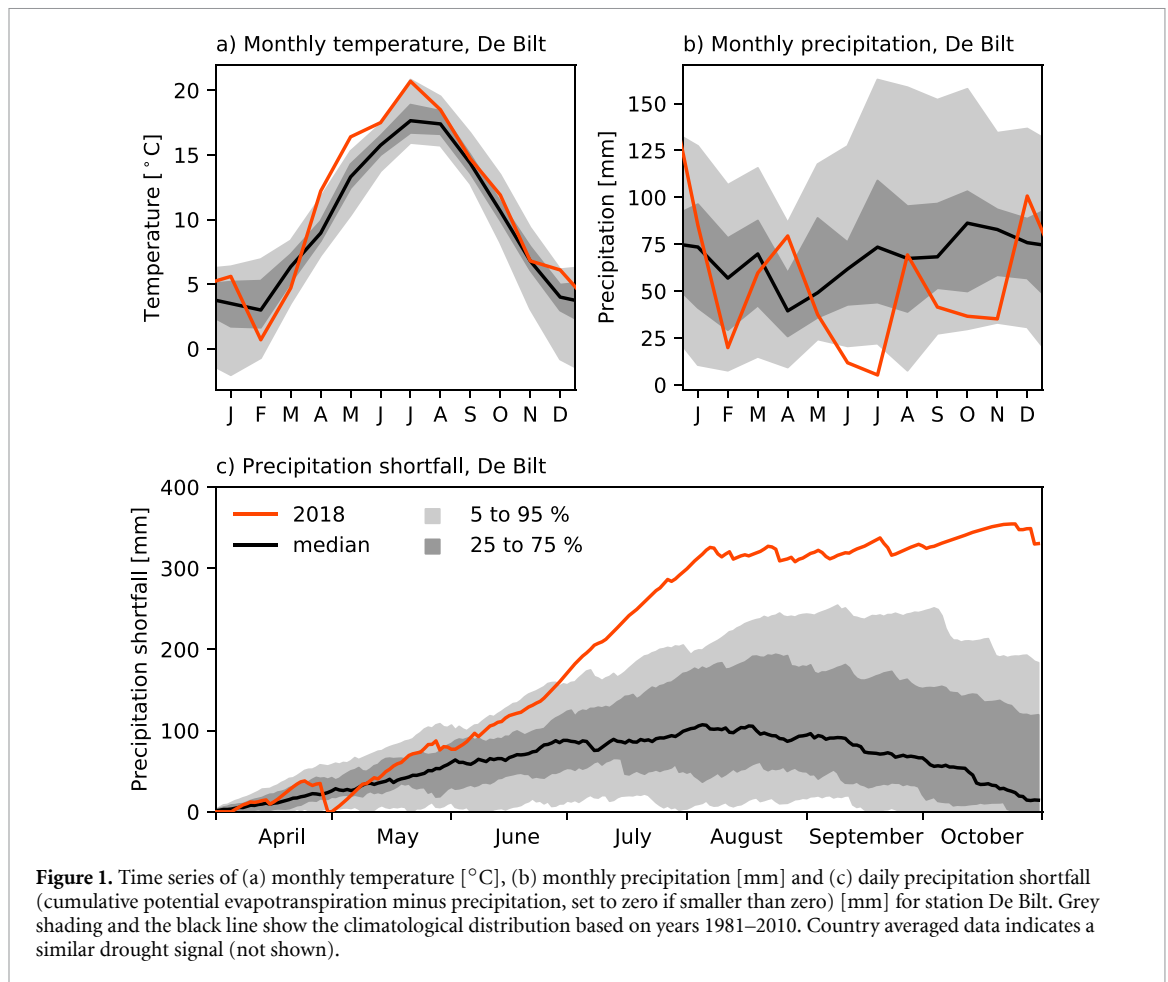 a) Monthly temperature, De Bilt
Temperature [ °C]
20
15
10
5
0
J F M A M J J A S O N D
b) Monthly precipitation, De Bilt
Precipitation [mm]
150
125
100
75
50
25
0
J F M A M J J A S O N D
c) Precipitation shortfall, De Bilt
Precipitation shortfall [mm]
400
300
200
100
0
2018
median
5 to 95 %
25 to 75 %
April May June July August September October
Figure 1. Time series of (a) monthly temperature [°C], (b) monthly precipitation [mm] and (c) daily precipitation shortfall
(cumulative potential evapotranspiration minus precipitation, set to zero if smaller than zero) [mm] for station De Bilt. Grey
shading and the black line show the climatological distribution based on years 1981–2010. Country averaged data indicates a
similar drought signal (not shown).